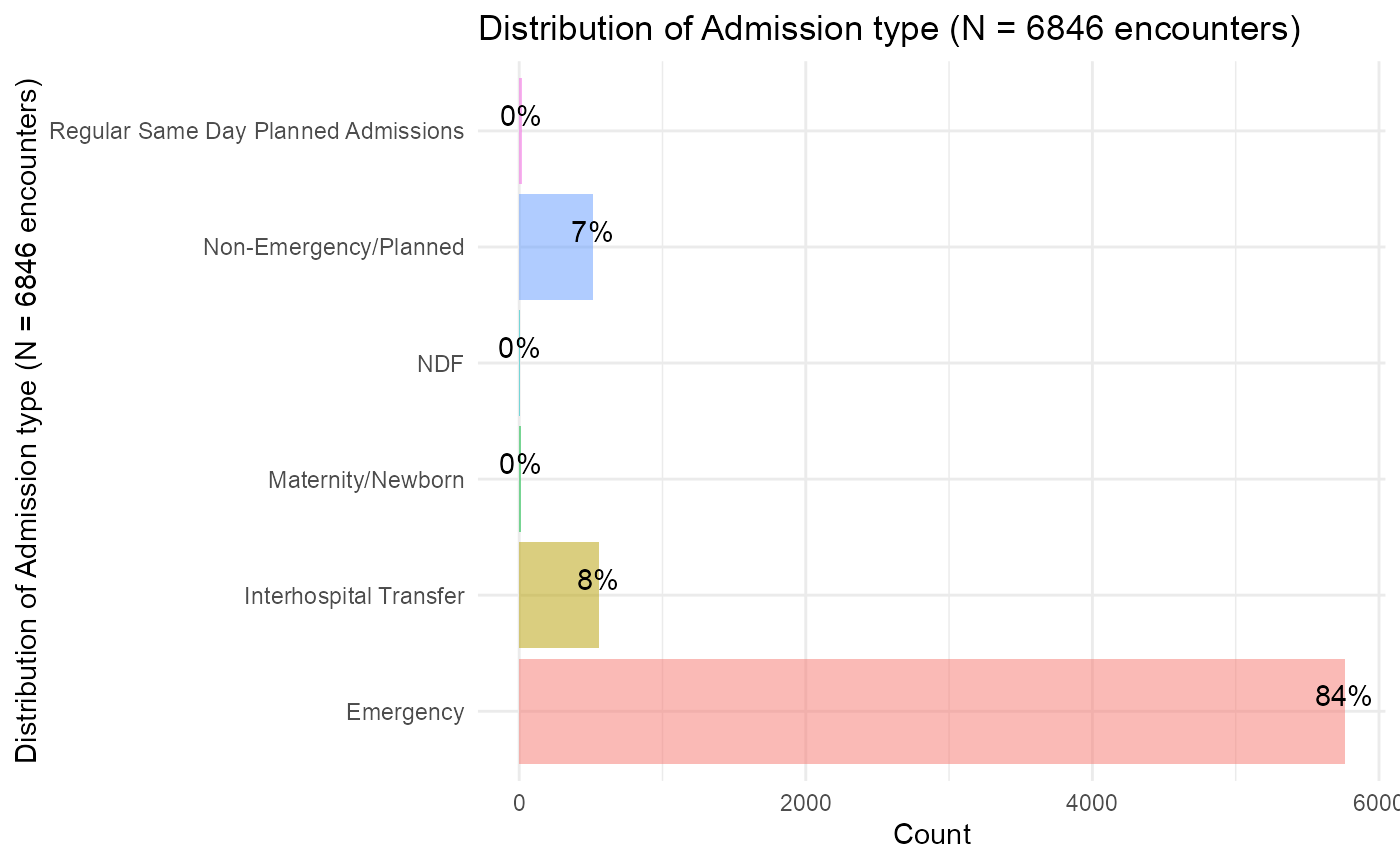 Distribution of Admission type (N = 6846 encounters)
Distribution of Admission type (N = 6846 encounters)
Regular Same Day Planned Admissions
0%
Non-Emergency/Planned
7%
NDF
0%
Maternity/Newborn
0%
Interhospital Transfer
8%
Emergency
84%
0 2000 4000 6000
Count